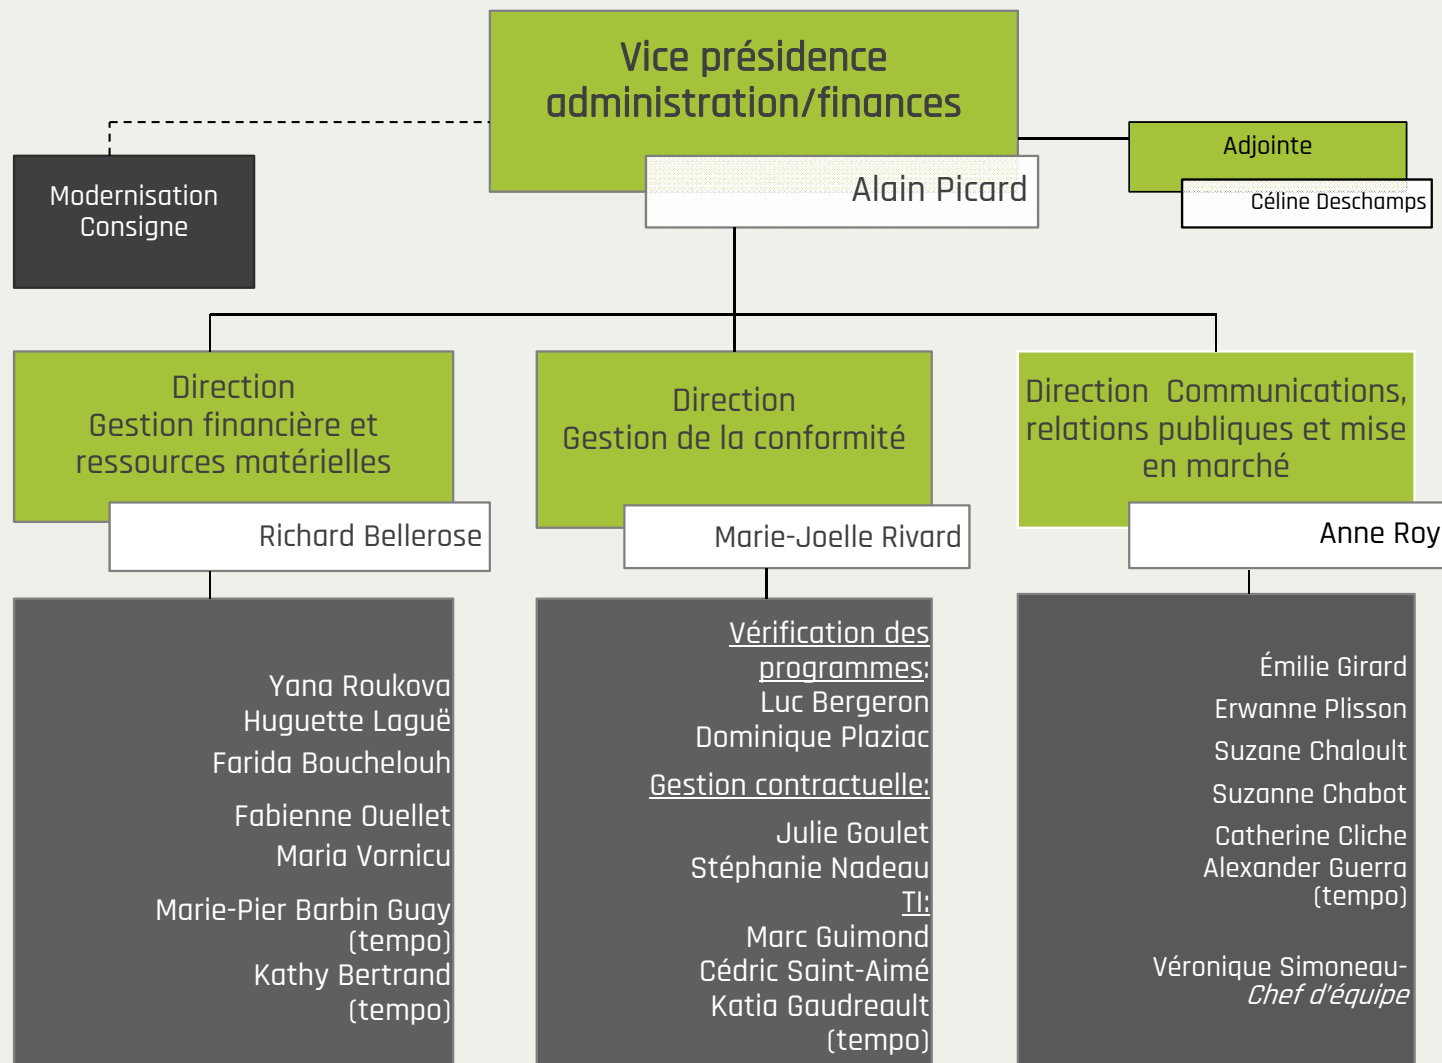 Vice présidence
administration/finances
Alain Picard
Adjointe
Céline Deschamps
Modernisation
Consigne
Direction
Gestion financière et
ressources matérielles
Richard Bellerose
Direction
Gestion de la conformité
Marie-Joelle Rivard
Direction Communications,
relations publiques et mise
en marché
Anne Roy
Yana Roukova
Huguette Laguë
Farida Bouchelouh
Fabienne Ouellet
Maria Vornicu
Marie-Pier Barbin Guay
(tempo)
Kathy Bertrand
(tempo)
Vérification des
programmes:
Luc Bergeron
Dominique Plaziac
Gestion contractuelle:
Julie Goulet
Stéphanie Nadeau
TI:
Marc Guimond
Cédric Saint-Aimé
Katia Gaudreault
(tempo)
Émilie Girard
Erwanne Plisson
Suzane Chaloult
Suzanne Chabot
Catherine Cliche
Alexander Guerra
(tempo)
Véronique Simoneau-
Chef d'équipe